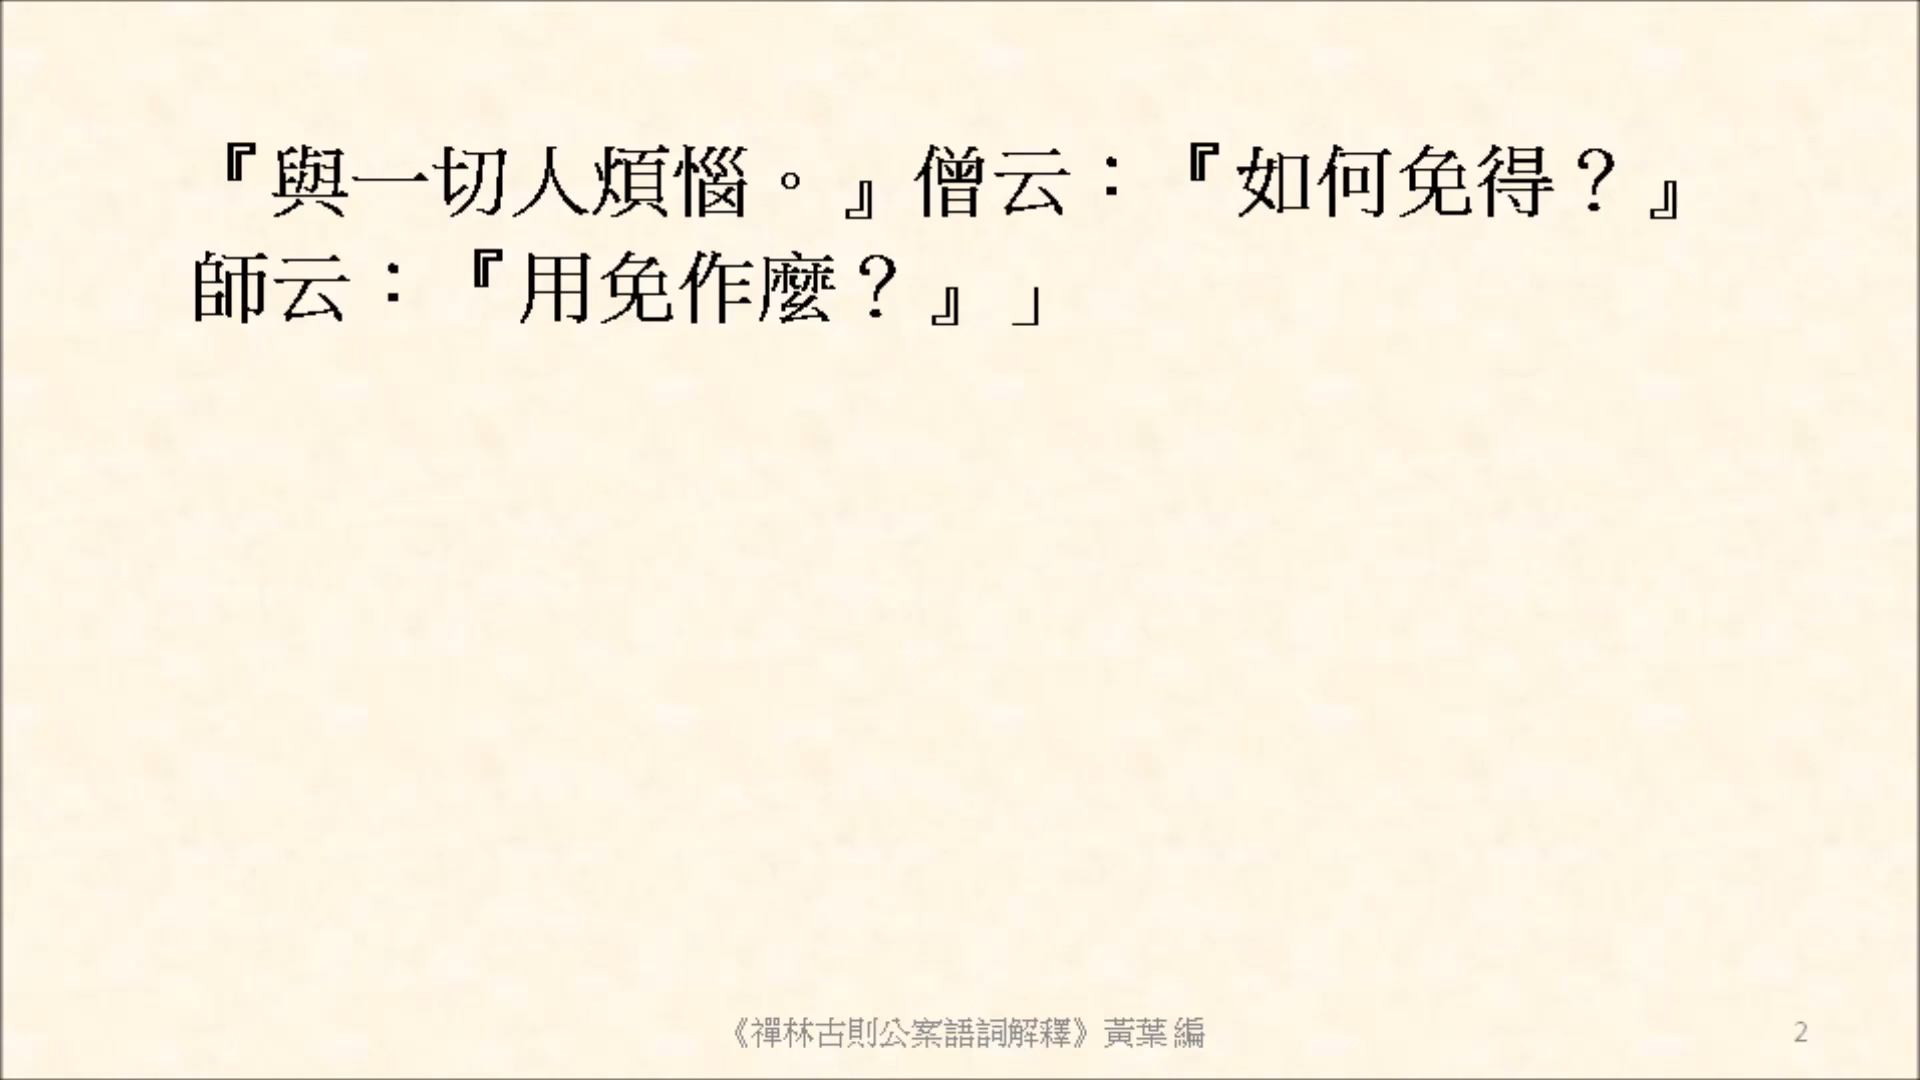 『與一切人煩惱。』僧云：『如何免得？』
師云：『用免作麼？』」
《禪林古則公案語詞解釋》黃葉 編
2